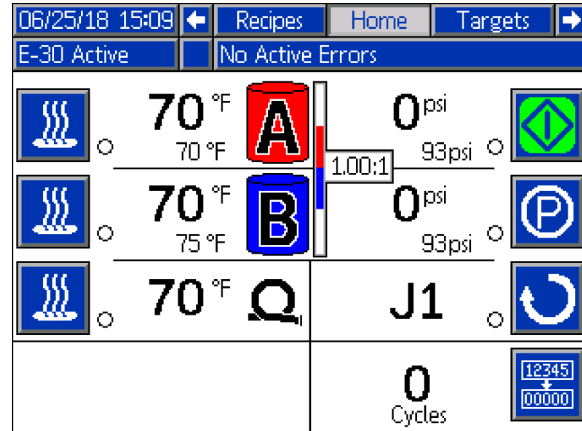 06/25/18 15:09 Recipes Home Targets
E-30 Active No Active Errors
70 °F A 0 psi
70 °F 93psi
1.00:1
70 °F B 0 psi
75 °F 93psi
P
70 °F J1
0
Cycles
12345
00000